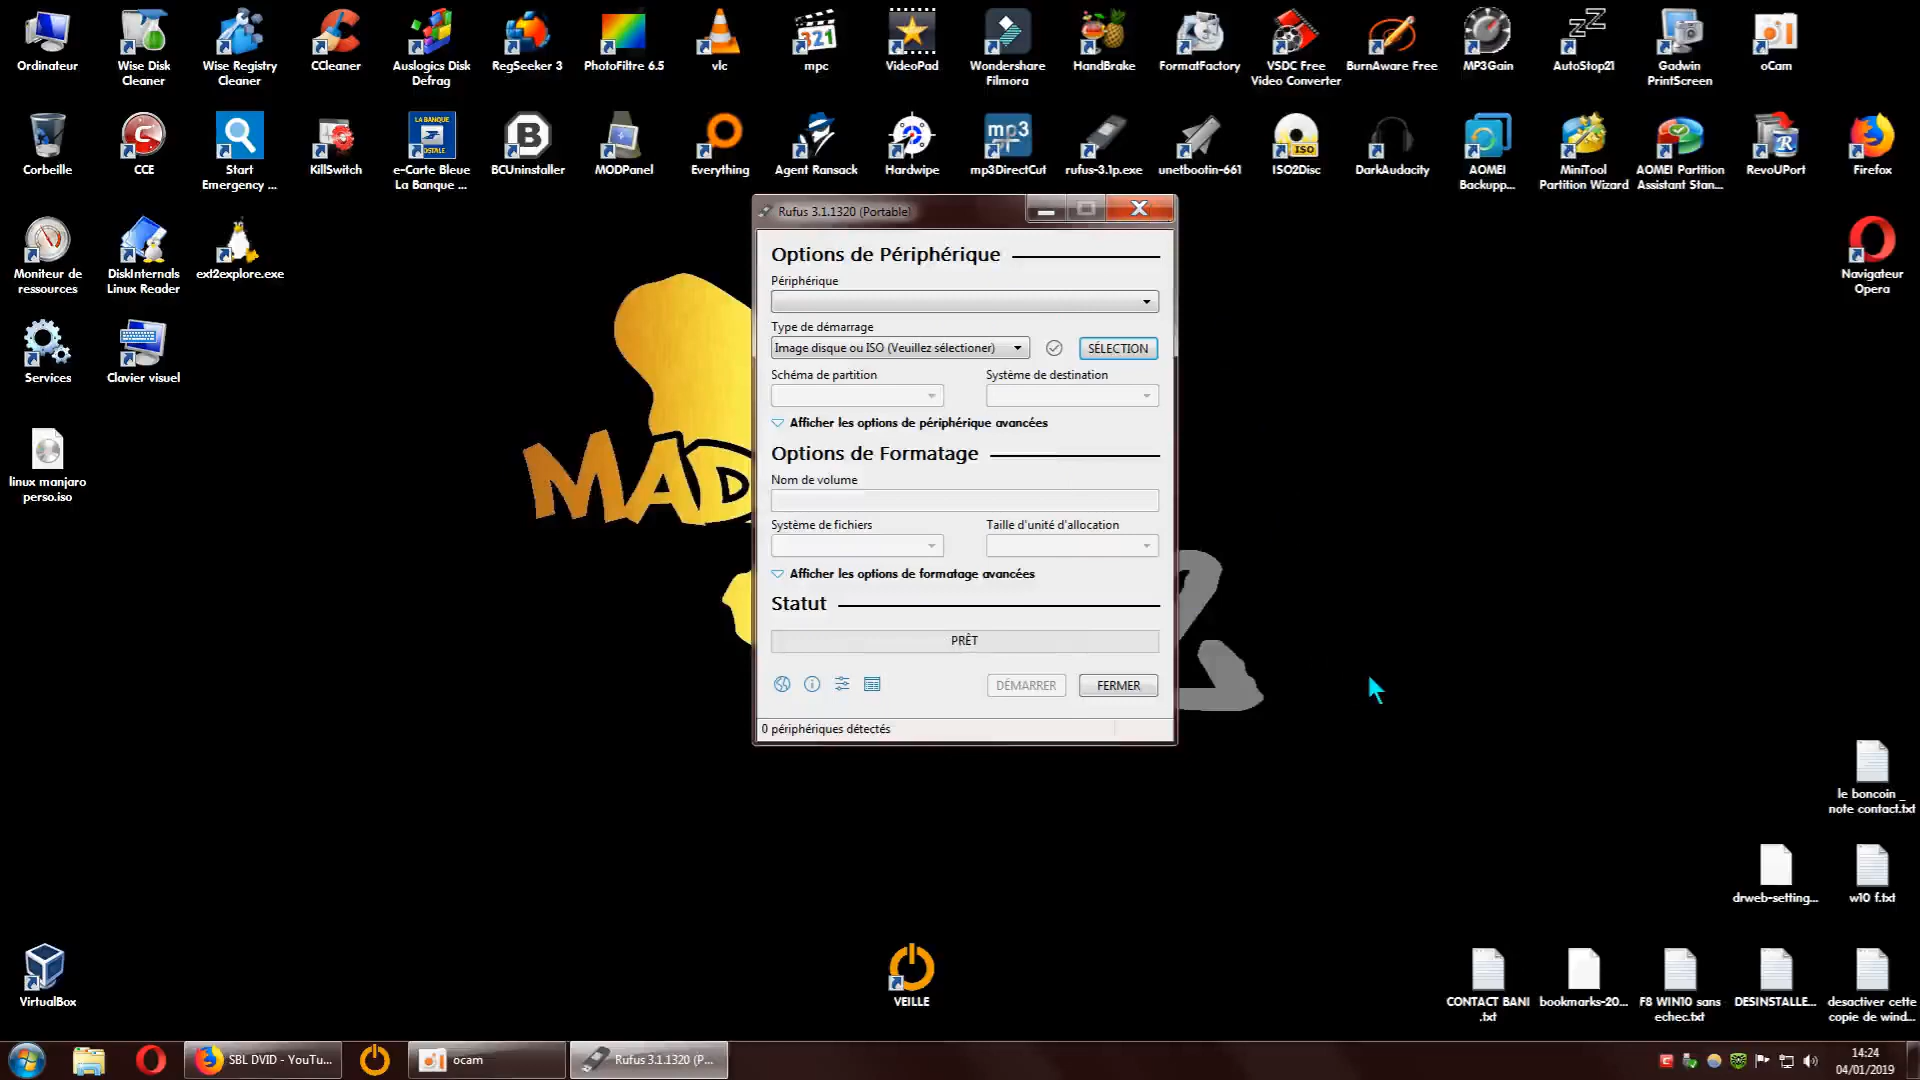 Ordinateur
Wise Disk
Cleaner
Wise Registry
Cleaner
CCleaner
Auslogics Disk
Defrag
RegSeeker 3
PhotoFiltre 6.5
vlc
mpc
VideoPad
Wondershare
Filmora
HandBrake
FormatFactory
VSDC Free
Video Converter
BurnAware Free
MP3Gain
AutoStop21
Gadwin
PrintScreen
oCam
Corbeille
CCE
Start
Emergency ...
KillSwitch
LA BANQUE
POSTALE
e-Carte Bleue
La Banque ...
BCUninstaller
MODPanel
Everything
Agent Ransack
Hardwipe
mp3
mp3DirectCut
rufus-3.1p.exe
unetbootin-661
ISO
ISO2Disc
DarkAudacity
AOMEI
Backupp...
MiniTool
Partition Wizard
AOMEI Partition
Assistant Stan...
RevoUPort
Firefox
Moniteur de
ressources
DiskInternals
Linux Reader
ext2explore.exe
Navigateur
Opera
Services
Clavier visuel
linux manjaro
perso.iso
MAD
Rufus 3.1.1320 (Portable)
Options de Périphérique
Périphérique
Type de démarrage
Image disque ou ISO (Veuillez sélectioner)
SÉLECTION
Schéma de partition
Système de destination
Afficher les options de périphérique avancées
Options de Formatage
Nom de volume
Système de fichiers
Taille d'unité d'allocation
Afficher les options de formatage avancées
Statut
PRÊT
DÉMARRER
FERMER
0 périphériques détectés
le boncoin _
note contact.txt
drweb-setting...
w10 f.txt
VirtualBox
VEILLE
CONTACT BANI
.txt
bookmarks-20...
F8 WIN10 sans
echec.txt
DESINSTALLE...
desactiver cette
copie de wind...
SBL DVID - YouTu...
ocam
Rufus 3.1.1320 (P...
14:24
04/01/2019